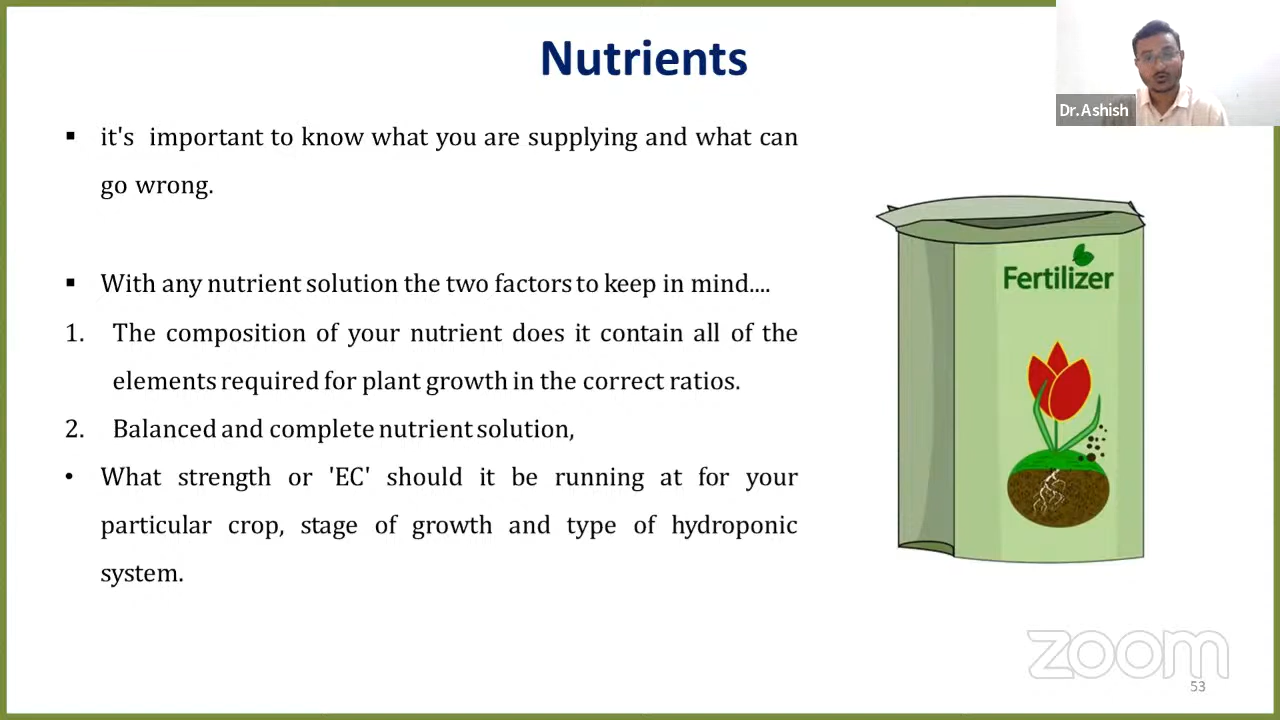 Nutrients
Dr.Ashish
▪ it's important to know what you are supplying and what can
go wrong.
▪ With any nutrient solution the two factors to keep in mind....
1. The composition of your nutrient does it contain all of the
elements required for plant growth in the correct ratios.
2. Balanced and complete nutrient solution,
• What strength or 'EC' should it be running at for your
particular crop, stage of growth and type of hydroponic
system.
Fertilizer
zoom
53